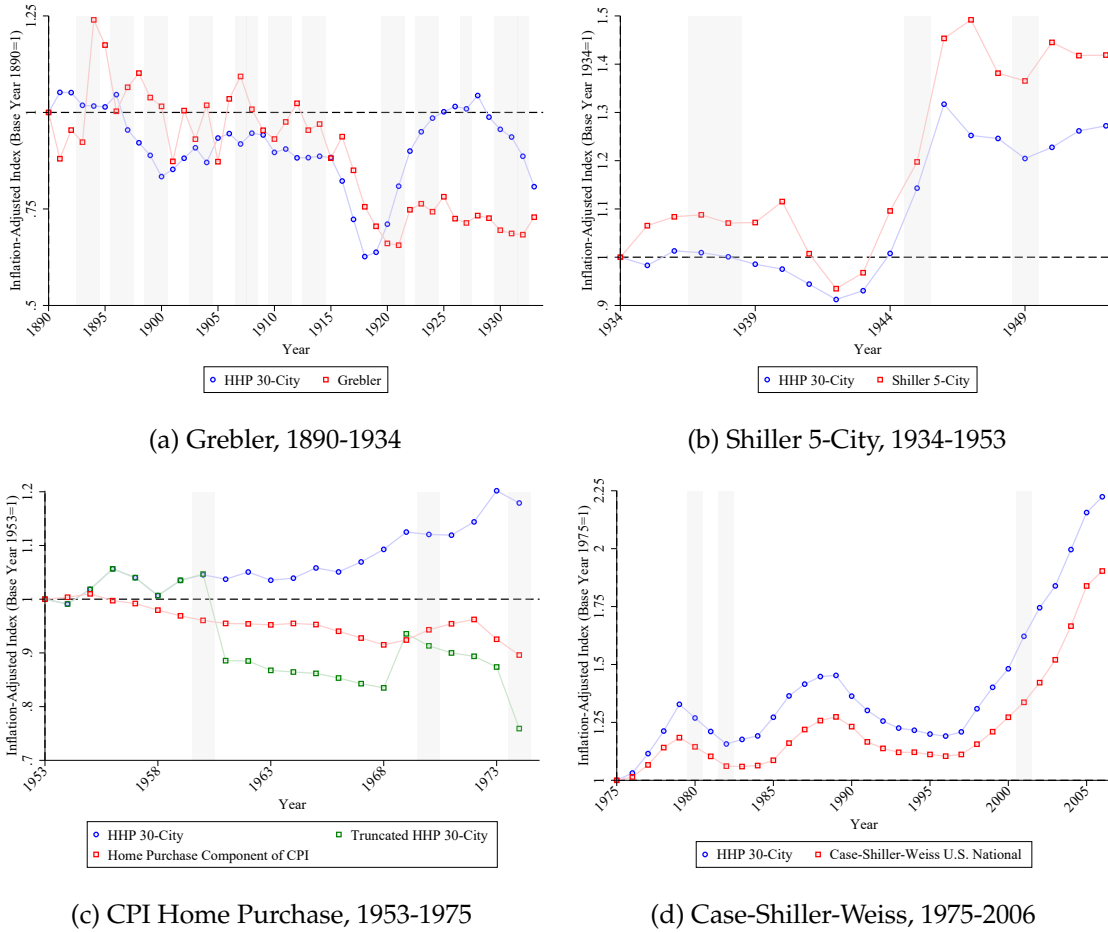 Inflation-Adjusted Index (Base Year 1890=1)
1.25
1
.75
.5
1890 1895 1900 1905 1910 1915 1920 1925 1930
Year
HHP 30-City Grebler
(a) Grebler, 1890-1934
Inflation-Adjusted Index (Base Year 1934=1)
1.5
1.4
1.3
1.2
1.1
1
.9
1934 1939 1944 1949
Year
HHP 30-City Shiller 5-City
(b) Shiller 5-City, 1934-1953
Inflation-Adjusted Index (Base Year 1953=1)
1.2
1.1
1
.9
.8
.7
1953 1958 1963 1968 1973
Year
HHP 30-City Truncated HHP 30-City
Home Purchase Component of CPI
(c) CPI Home Purchase, 1953-1975
Inflation-Adjusted Index (Base Year 1975=1)
2.25
2
1.75
1.5
1.25
1
1975 1980 1985 1990 1995 2000 2005
Year
HHP 30-City Case-Shiller-Weiss U.S. National
(d) Case-Shiller-Weiss, 1975-2006